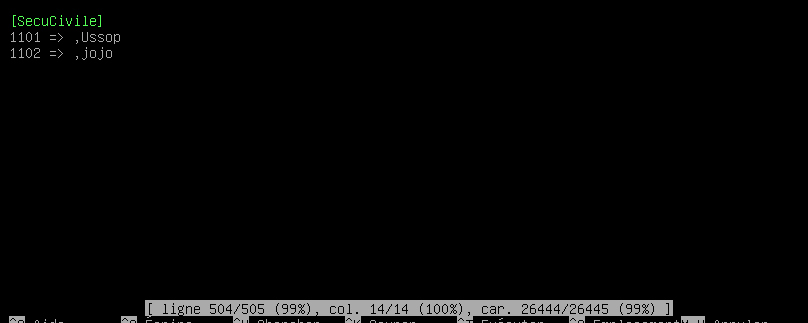 [SecuCivile]
1101 => ,Ussop
1102 => ,jojo
[ ligne 504/505 (99%), col. 14/14 (100%), car. 26444/26445 (99%) ]